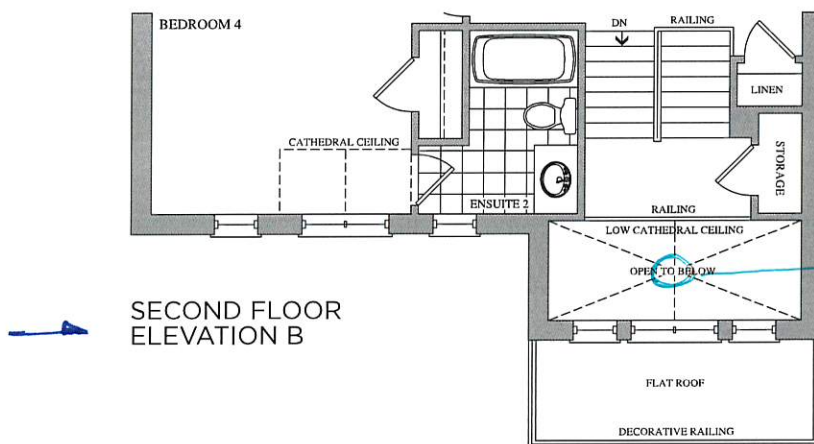 BEDROOM 4
DN
RAILING
LINEN
CATHEDRAL CEILING
STORAGE
ENSUITE 2
RAILING
LOW CATHEDRAL CEILING
OPEN TO BELOW
SECOND FLOOR
ELEVATION B
FLAT ROOF
DECORATIVE RAILING